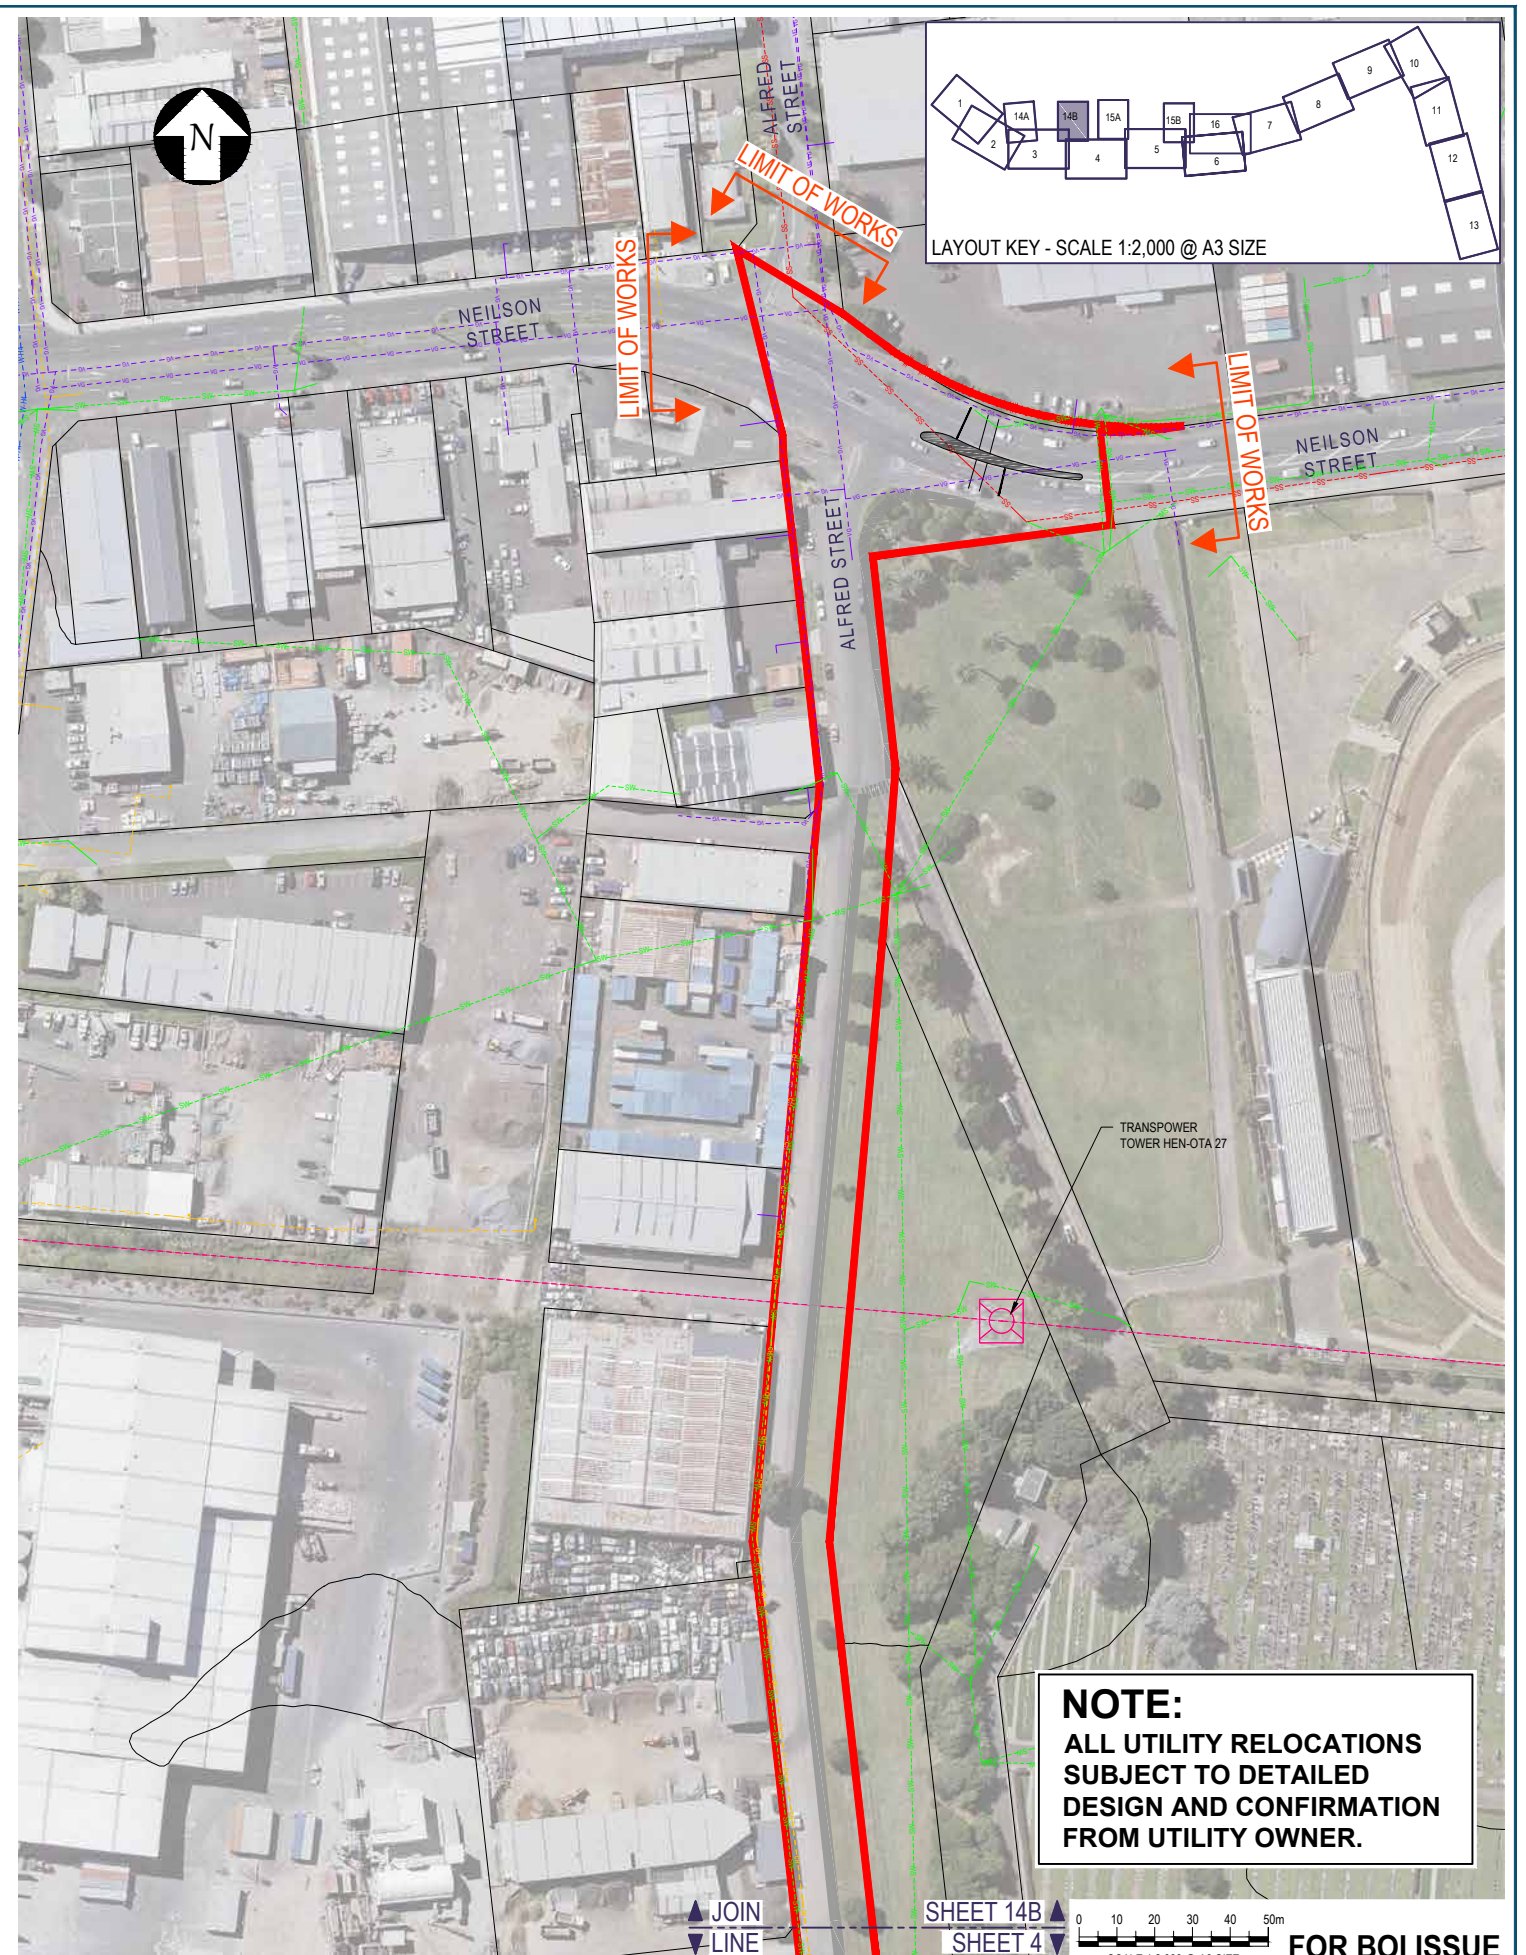 N
ALFRED
STREET
LIMIT OF WORKS
LIMIT OF WORKS
NEILSON
STREET
1
2
14A
3
14B
4
15A
5
15B
16
6
7
8
9
10
11
12
13
LAYOUT KEY - SCALE 1:2,000 @ A3 SIZE
LIMIT OF WORKS
NEILSON
STREET
ALFRED STREET
TRANSPOWER
TOWER HEN-OTA 27
NOTE:
ALL UTILITY RELOCATIONS
SUBJECT TO DETAILED
DESIGN AND CONFIRMATION
FROM UTILITY OWNER.
JOIN
LINE
SHEET 14B
SHEET 4
0 10 20 30 40 50m
FOR BOI ISSUE